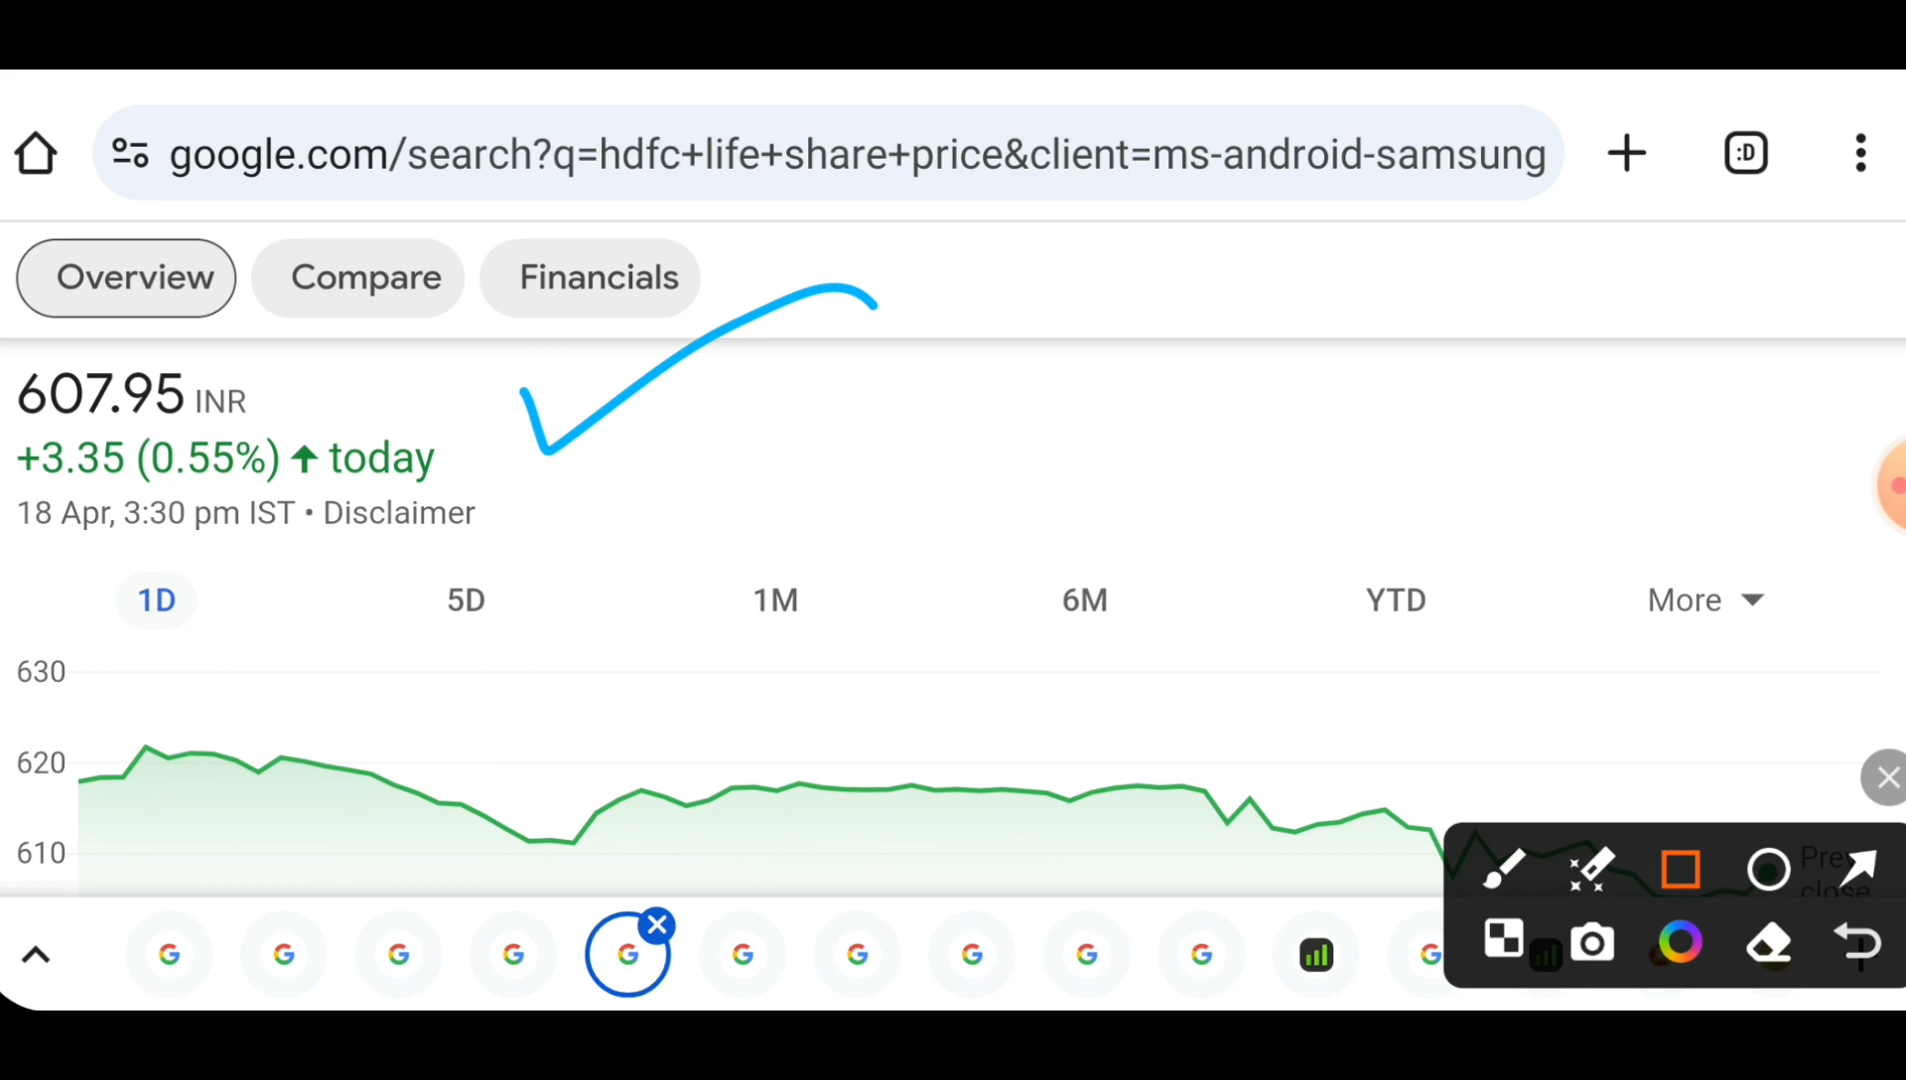 google.com/search?q=hdfc+life+share+price&client=ms-android-samsung
:D
Overview Compare Financials
607.95 INR
+3.35 (0.55%) ↑ today
18 Apr, 3:30 pm IST • Disclaimer
1D 5D 1M 6M YTD More
630
620
610
close